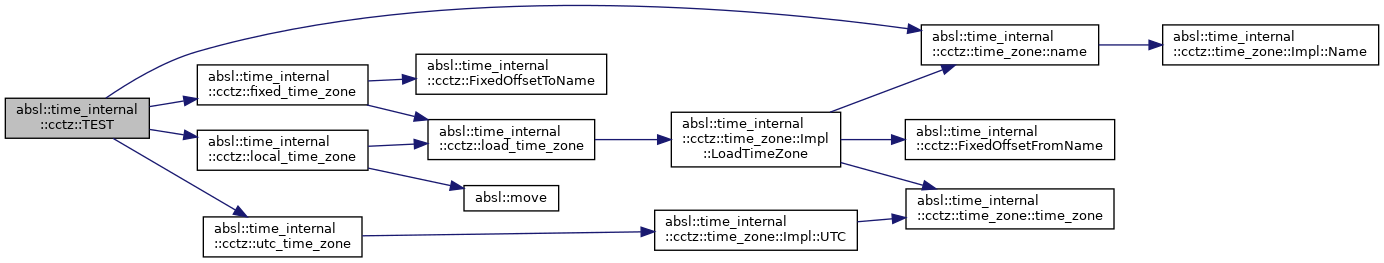 absl::time_internal
::cctz::TEST
absl::time_internal
::cctz::fixed_time_zone
absl::time_internal
::cctz::local_time_zone
absl::time_internal
::cctz::utc_time_zone
absl::time_internal
::cctz::FixedOffsetToName
absl::time_internal
::cctz::load_time_zone
absl::move
absl::time_internal
::cctz::time_zone::Impl
::LoadTimeZone
absl::time_internal
::cctz::time_zone::Impl::UTC
absl::time_internal
::cctz::time_zone::name
absl::time_internal
::cctz::FixedOffsetFromName
absl::time_internal
::cctz::time_zone::time_zone
absl::time_internal
::cctz::time_zone::Impl::Name